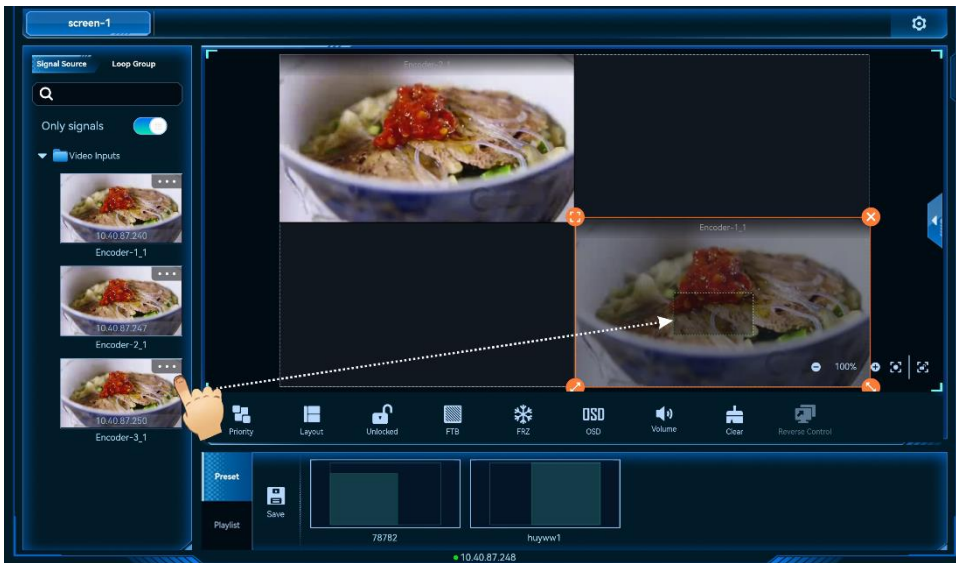 screen-1
Signal Source Loop Group
Only signals
Video Inputs
10.40.87.240
Encoder-1_1
10.40.87.247
Encoder-2_1
10.40.87.250
Encoder-3_1
Encoder-2_1
Encoder-1_1
100%
Priority Layout Unlocked FTB FRZ OSD OSD Volume Clear Reverse Control
Preset
Playlist
Save
78782 huyww1
10.40.87.248